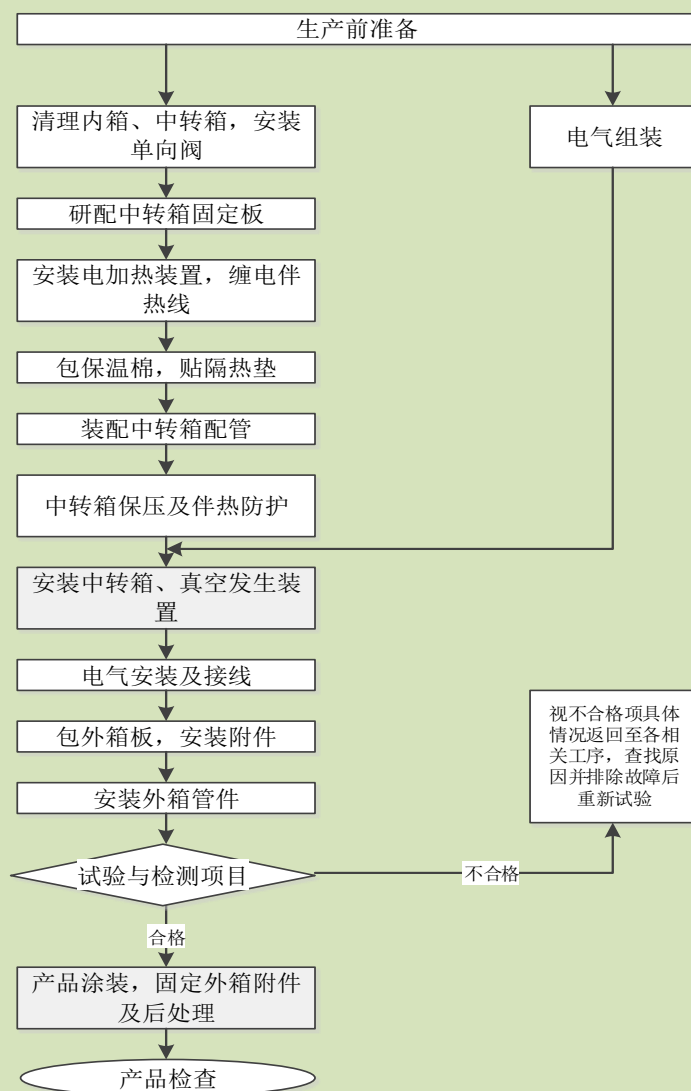 生产前准备
清理内箱、中转箱，安装
单向阀
电气组装
研配中转箱固定板
安装电加热装置，缠电伴
热线
包保温棉，贴隔热垫
装配中转箱配管
中转箱保压及伴热防护
安装中转箱、真空发生装
置
电气安装及接线
包外箱板，安装附件
视不合格项具体
情况返回至各相
关工序，查找原
因并排除故障后
重新试验
安装外箱管件
试验与检测项目
不合格
合格
产品涂装，固定外箱附件
及后处理
产品检查